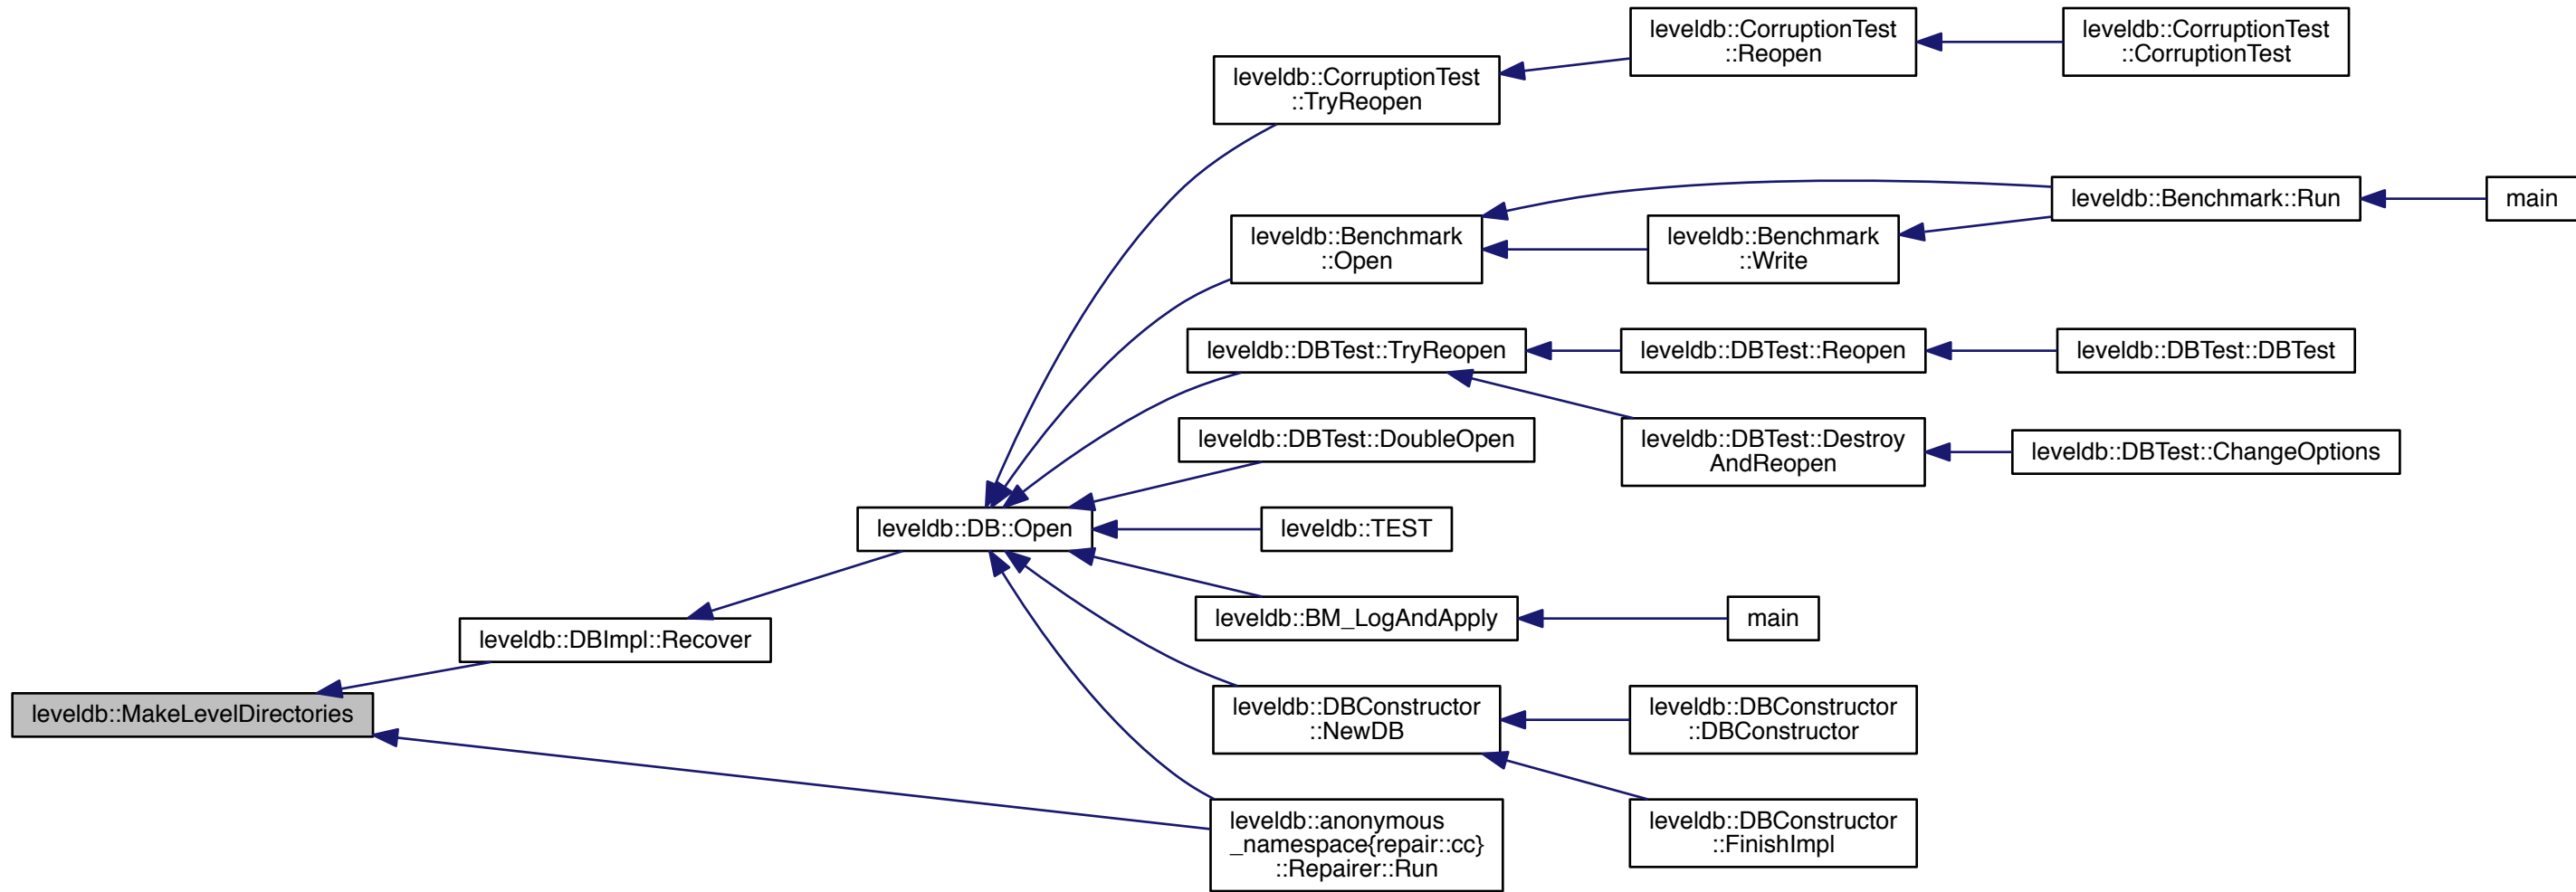 leveldb::CorruptionTest
::Reopen
leveldb::CorruptionTest
::CorruptionTest
leveldb::CorruptionTest
::TryReopen
leveldb::Benchmark::Run
main
leveldb::Benchmark
::Open
leveldb::Benchmark
::Write
leveldb::DBTest::TryReopen
leveldb::DBTest::Reopen
leveldb::DBTest::DBTest
leveldb::DBTest::DoubleOpen
leveldb::DBTest::Destroy
AndReopen
leveldb::DBTest::ChangeOptions
leveldb::DB::Open
leveldb::TEST
leveldb::BM_LogAndApply
main
leveldb::DBImpl::Recover
leveldb::MakeLevelDirectories
leveldb::DBConstructor
::NewDB
leveldb::DBConstructor
::DBConstructor
leveldb::anonymous
_namespace{repair::cc}
::Repairer::Run
leveldb::DBConstructor
::FinishImpl